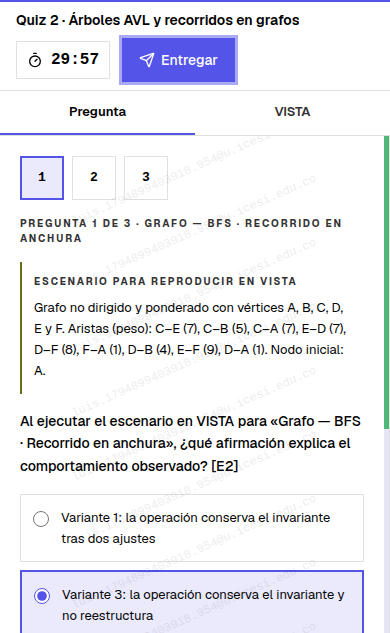 Quiz 2 · Árboles AVL y recorridos en grafos
29:57
Entregar
Pregunta
VISTA
1
2
3
PREGUNTA 1 DE 3 · GRAFO — BFS · RECORRIDO EN
ANCHURA
ESCENARIO PARA REPRODUCIR EN VISTA
Grafo no dirigido y ponderado con vértices A, B, C, D,
E y F. Aristas (peso): C–E (7), C–B (5), C–A (7), E–D (7),
D–F (8), F–A (1), D–B (4), E–F (9), D–A (1). Nodo inicial:
A.
Al ejecutar el escenario en VISTA para «Grafo — BFS
· Recorrido en anchura», ¿qué afirmación explica el
comportamiento observado? [E2]
Variante 1: la operación conserva el invariante
tras dos ajustes
Variante 3: la operación conserva el invariante y
no reestructura